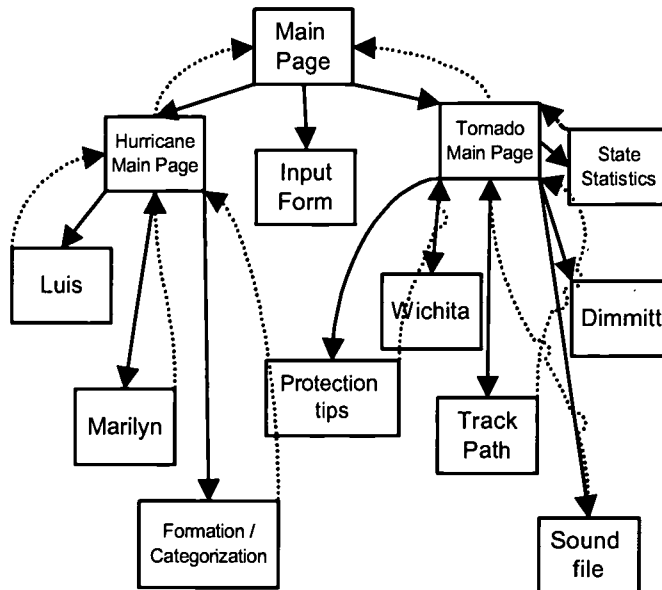 Main
Page
Hurricane
Main Page
Input
Form
Tornado
Main Page
State
Statistics
Luis
Wichita
Dimmitt
Marilyn
Protection
tips
Track
Path
Formation /
Categorization
Sound
file